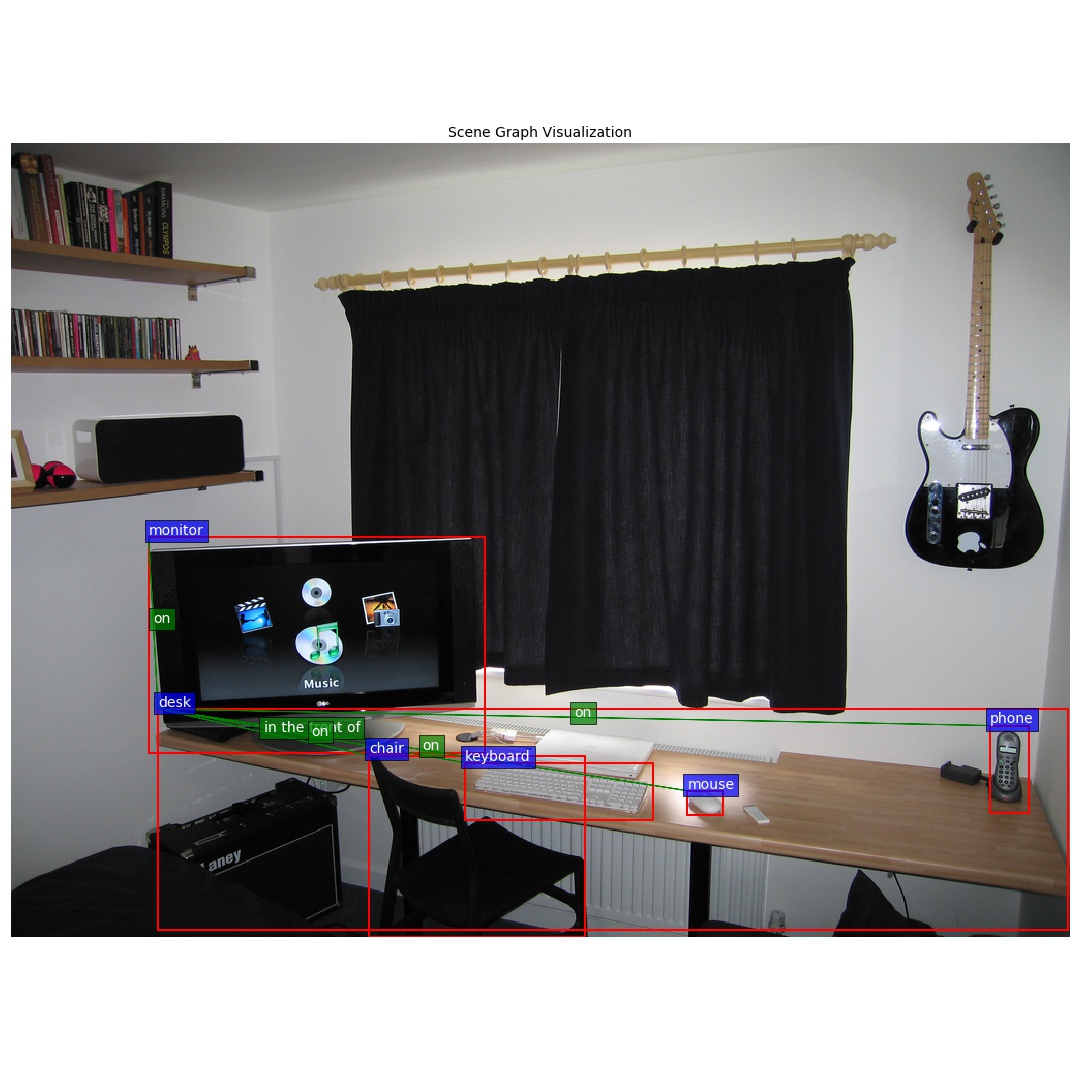 Scene Graph Visualization
OLYMPOS
monitor
on
Music
desk
on
in the front of
on
phone
chair
on
keyboard
mouse
Laney